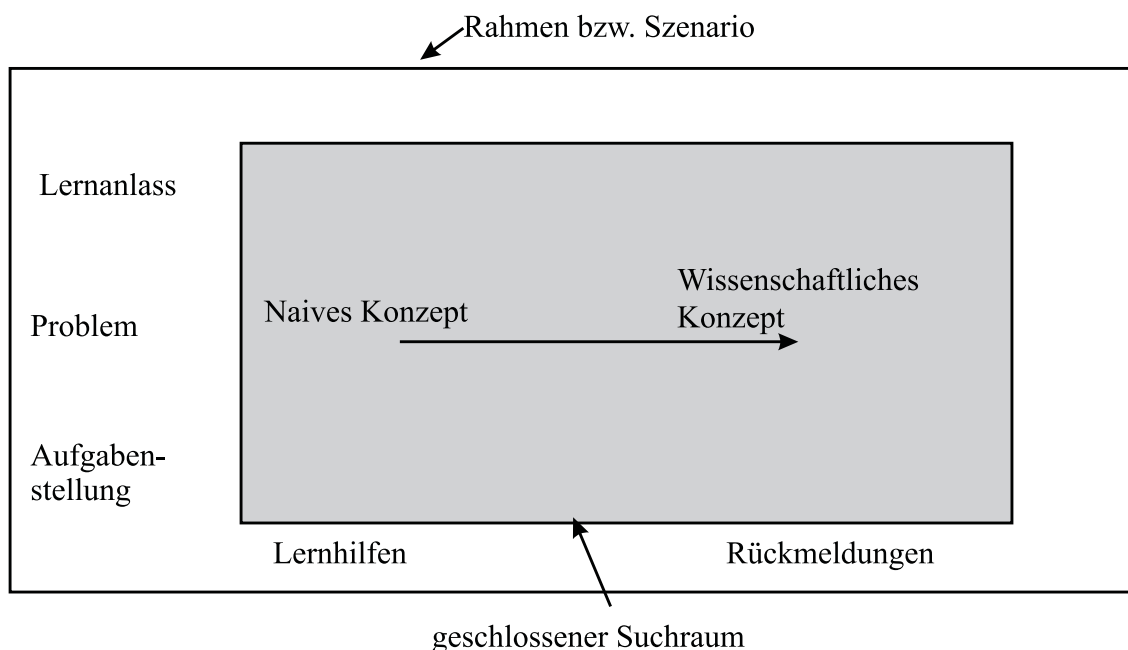 Rahmen bzw. Szenario
Lernanlass
Problem
Aufgaben-
stellung
Naives Konzept
Wissenschaftliches
Konzept
Lernhilfen
Rückmeldungen
geschlossener Suchraum